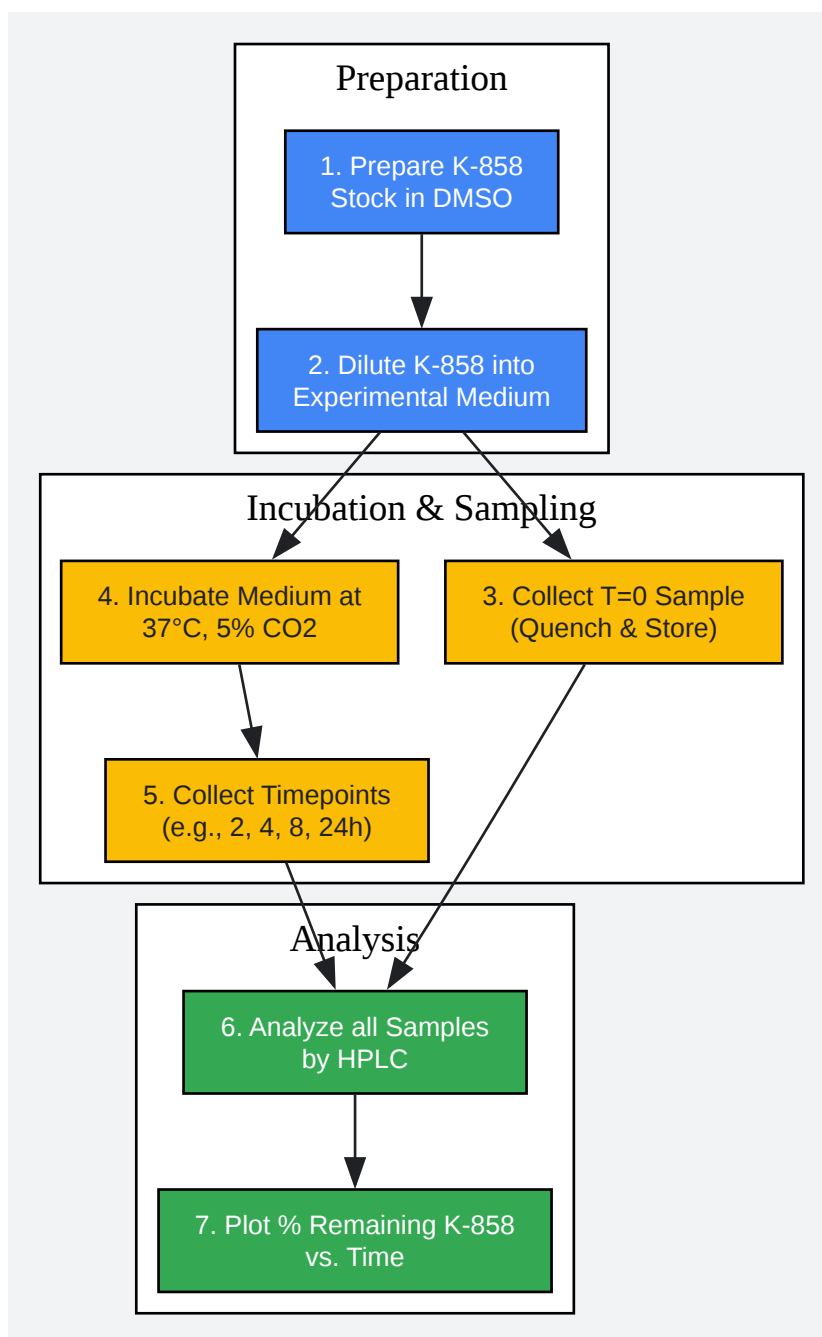 Preparation
1. Prepare K-858
Stock in DMSO
2. Dilute K-858 into
Experimental Medium
Incubation & Sampling
4. Incubate Medium at
37°C, 5% CO2
3. Collect T=0 Sample
(Quench & Store)
5. Collect Timepoints
(e.g., 2, 4, 8, 24h)
Analysis
6. Analyze all Samples
by HPLC
7. Plot % Remaining K-858
vs. Time